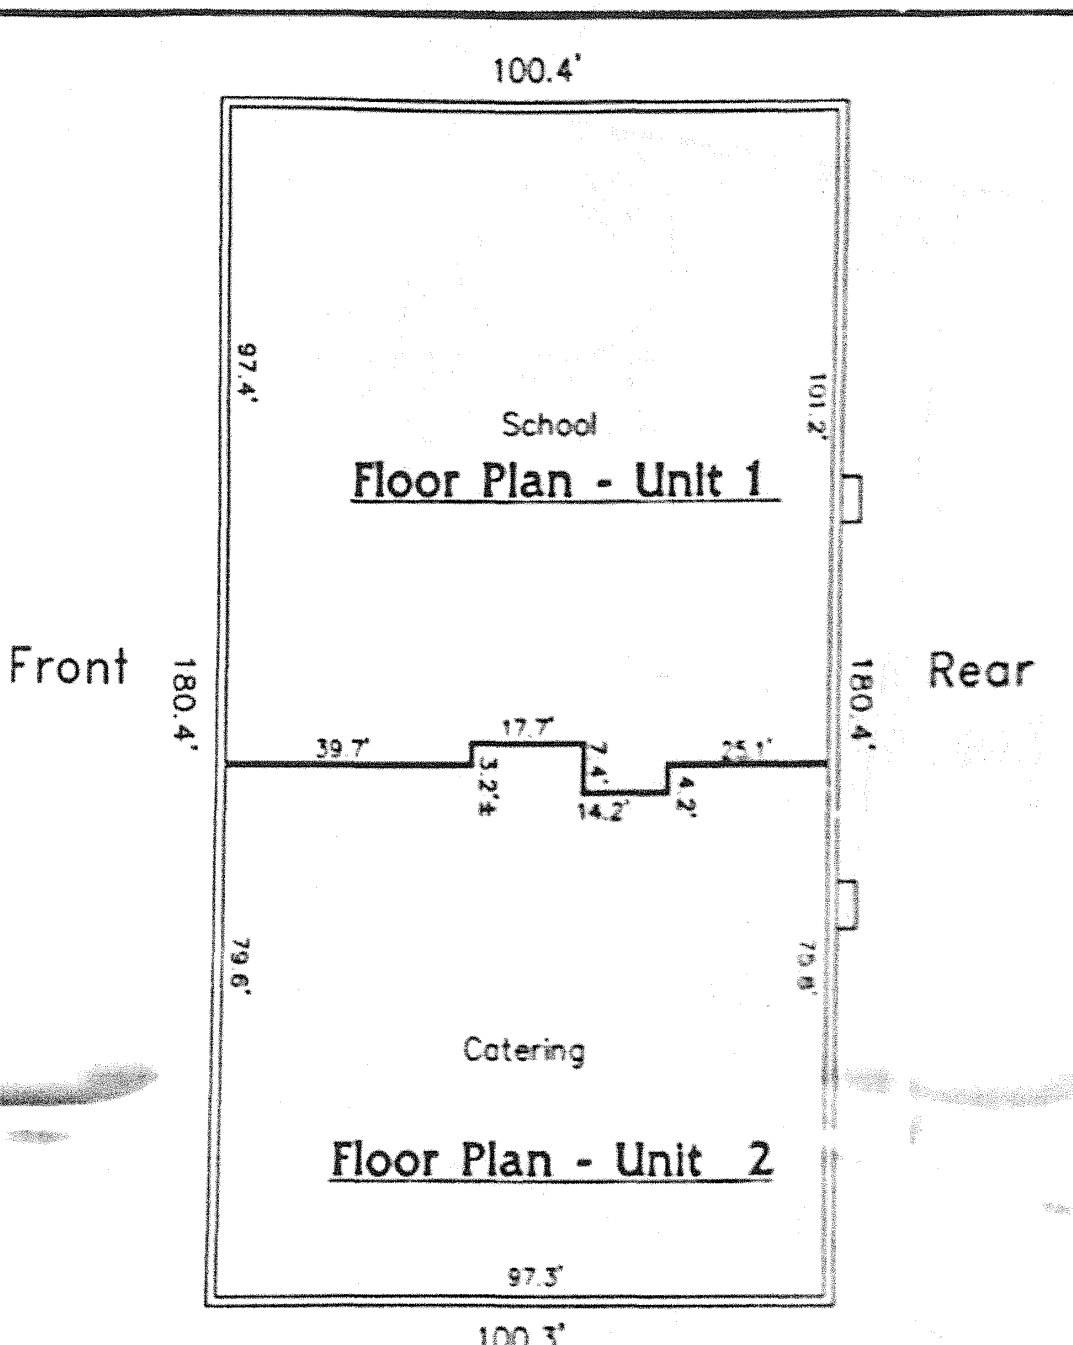 100.4'
97.4'
101.2'
School
Floor Plan - Unit 1
Front
180.4'
180.4'
Rear
39.7'
17.7'
7.4'
25.1'
3.2'±
14.2'
4.2'
79.6'
Catering
Floor Plan - Unit 2
97.3'
100.3'